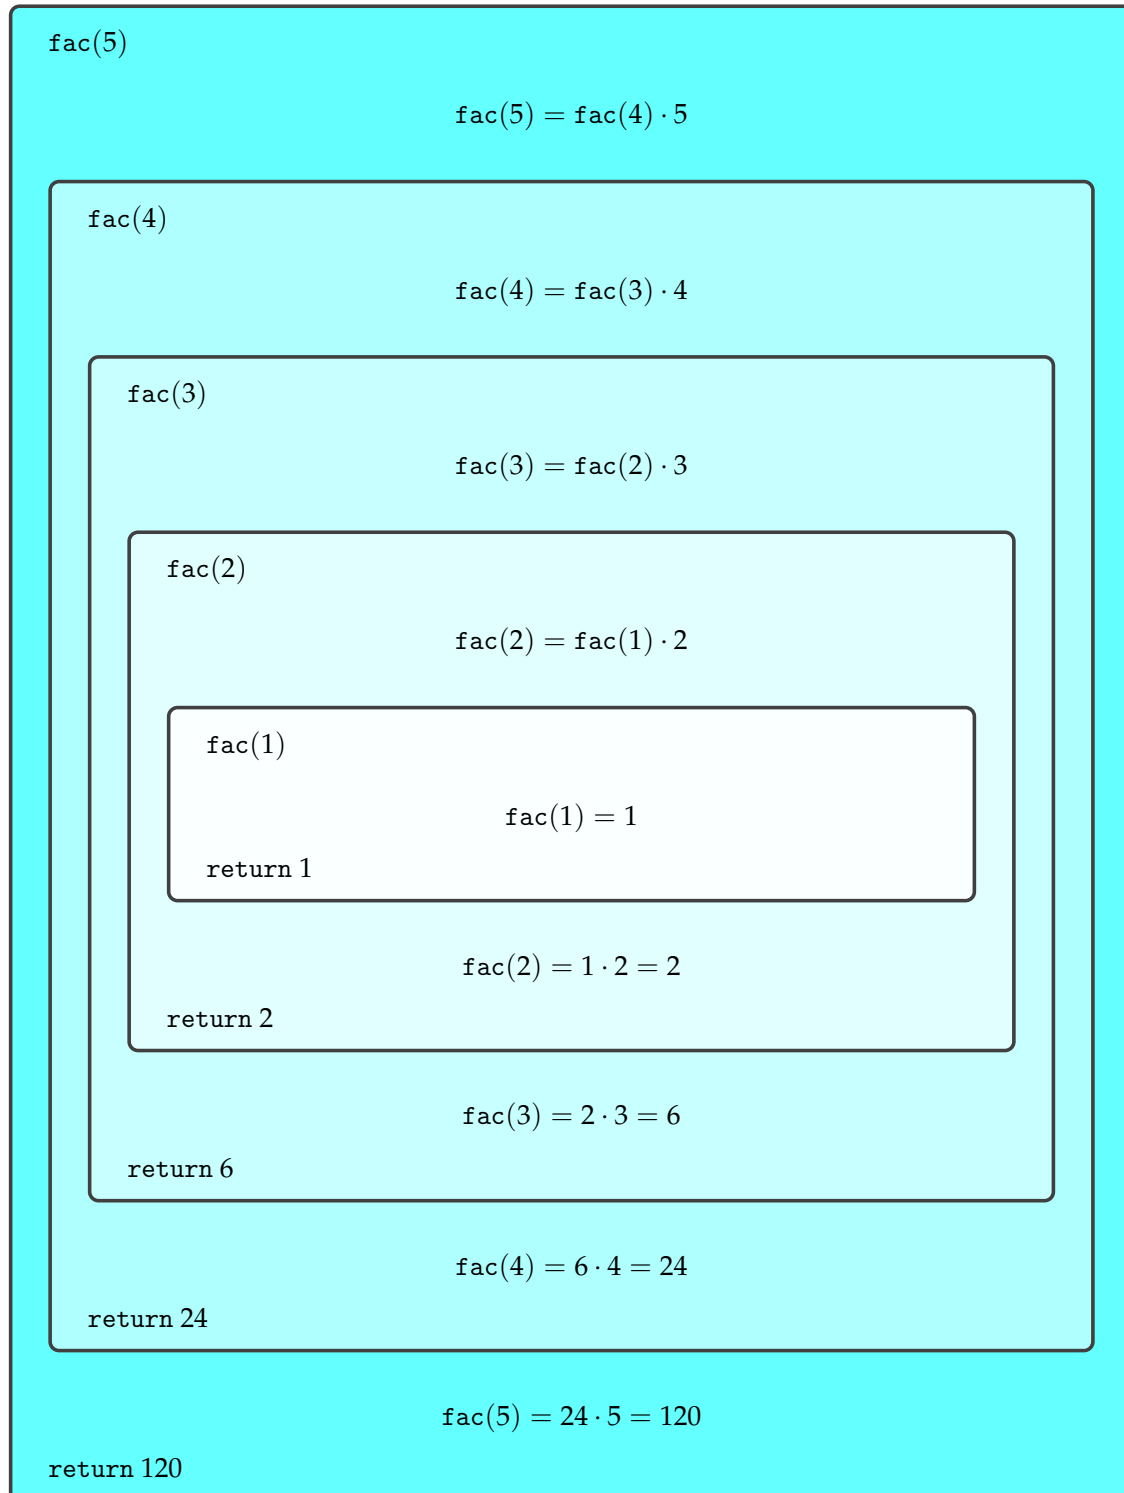 fac(5)
fac(5) = fac(4) · 5
fac(4)
fac(4) = fac(3) · 4
fac(3)
fac(3) = fac(2) · 3
fac(2)
fac(2) = fac(1) · 2
fac(1)
fac(1) = 1
return 1
fac(2) = 1 · 2 = 2
return 2
fac(3) = 2 · 3 = 6
return 6
fac(4) = 6 · 4 = 24
return 24
fac(5) = 24 · 5 = 120
return 120